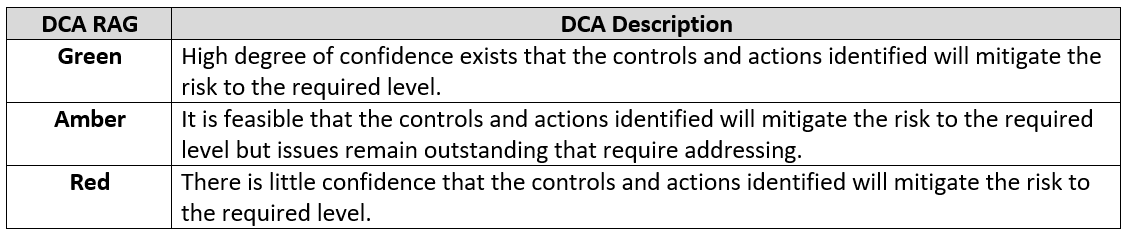 DCA RAG DCA Description
Green High degree of confidence exists that the controls and actions identified will mitigate the
risk to the required level.
Amber It is feasible that the controls and actions identified will mitigate the risk to the required
level but issues remain outstanding that require addressing.
Red There is little confidence that the controls and actions identified will mitigate the risk to
the required level.